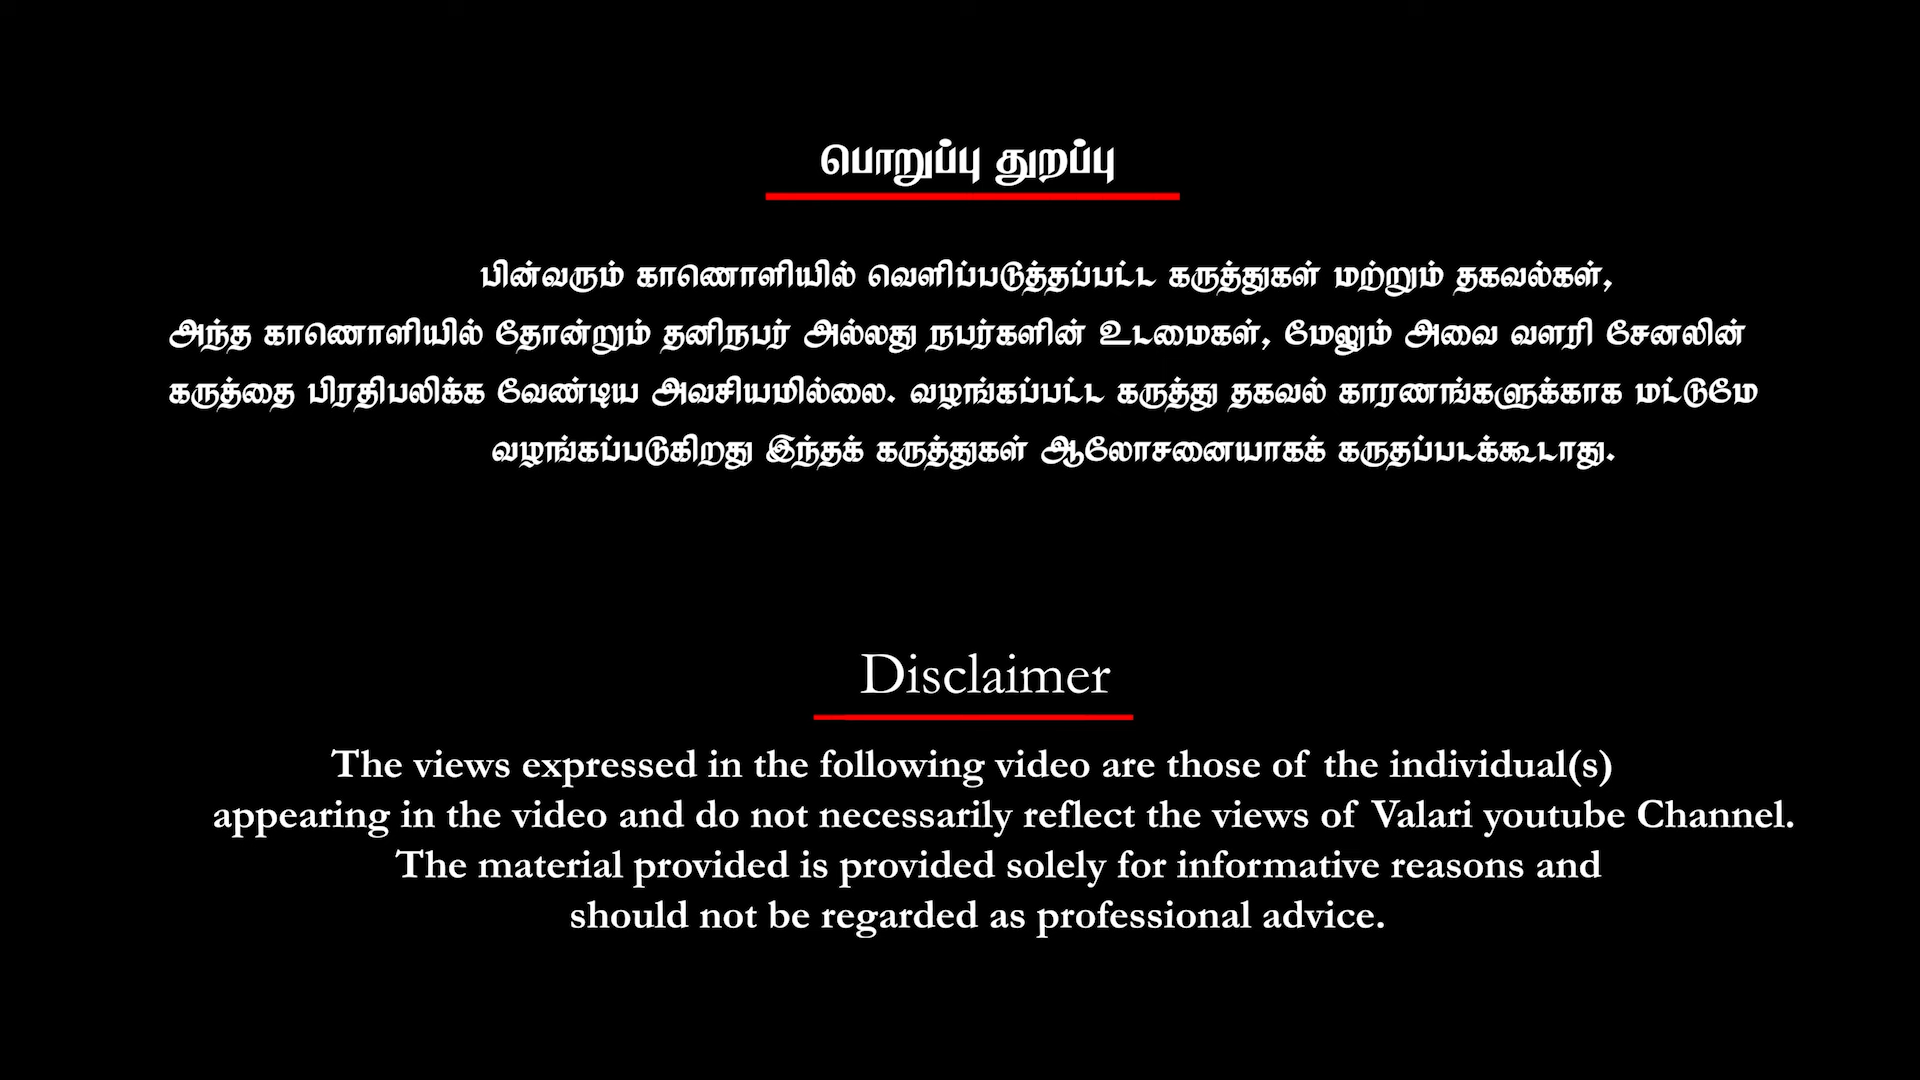 பொறுப்பு துறப்பு
பின்வரும் காணொளியில் வெளிப்படுத்தப்பட்ட கருத்துகள் மற்றும் தகவல்கள்,
அந்த காணொளியில் தோன்றும் தனிநபர் அல்லது நபர்களின் உடமைகள், மேலும் அவை வளரி சேனலின்
கருத்தை பிரதிபலிக்க வேண்டிய அவசியமில்லை. வழங்கப்பட்ட கருத்து தகவல் காரணங்களுக்காக மட்டுமே
வழங்கப்படுகிறது இந்தக் கருத்துகள் ஆலோசனையாகக் கருதப்படக்கூடாது.
Disclaimer
The views expressed in the following video are those of the individual(s)
appearing in the video and do not necessarily reflect the views of Valari youtube Channel.
The material provided is provided solely for informative reasons and
should not be regarded as professional advice.